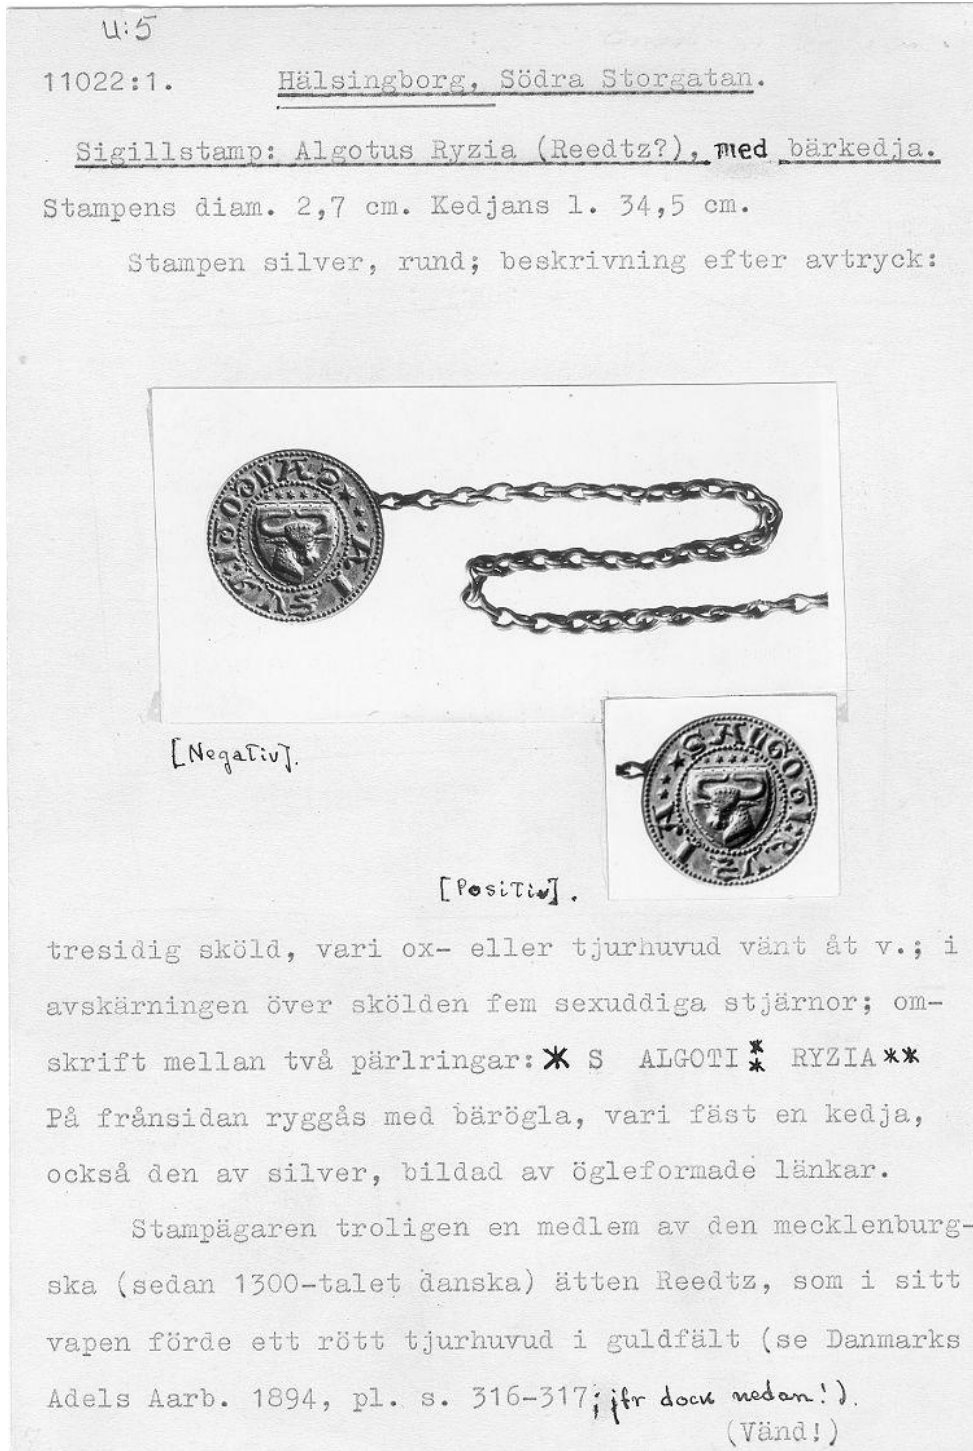 U:5
11022:1. Hälsingborg, Södra Storgatan.
Sigillstamp: Algotus Ryzia (Reedtz?), med bärkedja.
Stampens diam. 2,7 cm. Kedjans l. 34,5 cm.
Stampen silver, rund; beskrivning efter avtryck:
[Negativ].
[Positiv].
tresidig sköld, vari ox- eller tjurhuvud vänt åt v.; i
avskärningen över skölden fem sexuddiga stjärnor; om-
skrift mellan två pärlringar: * S ALGOTI ** RYZIA **
På frånsidan ryggås med bärögla, vari fäst en kedja,
också den av silver, bildad av ögleformade länkar.
Stampägaren troligen en medlem av den mecklenburg-
ska (sedan 1300-talet danska) ätten Reedtz, som i sitt
vapen förde ett rött tjurhuvud i guldfält (se Danmarks
Adels Aarb. 1894, pl. s. 316-317; jfr dock nedan!).
(Vänd!)